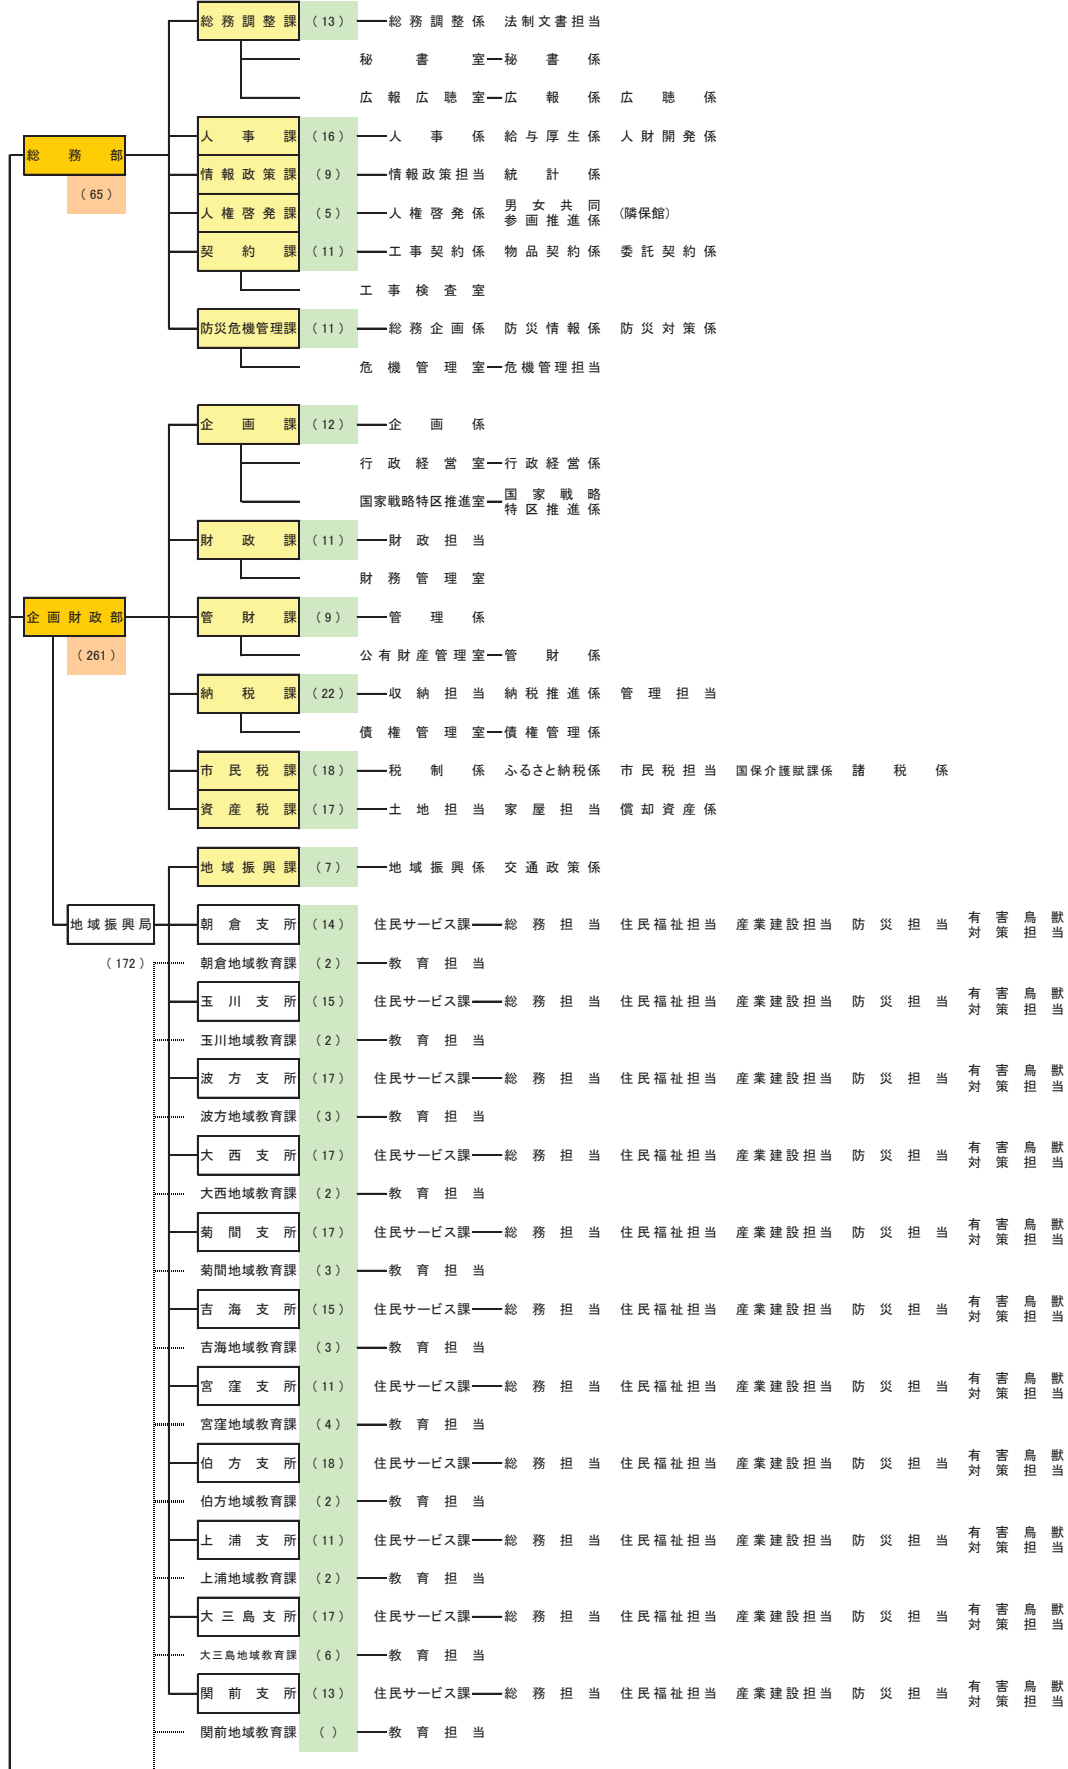 総務調整課 （13） 総務調整係 法制文書担当
秘書室 秘書係
広報広聴室 広報係 広聴係
人事課 （16） 人事係 給与厚生係 人財開発係
総務部
情報政策課 （9） 情報政策担当 統計係
（65）
人権啓発課 （5） 人権啓発係 男女共同参画推進係 (隣保館)
契約課 （11） 工事契約係 物品契約係 委託契約係
工事検査室
防災危機管理課 （11） 総務企画係 防災情報係 防災対策係
危機管理室 危機管理担当
企画課 （12） 企画係
行政経営室 行政経営係
国家戦略特区推進室 国家戦略特区推進係
財政課 （11） 財政担当
財務管理室
企画財政部 管財課 （9） 管理係
（261） 公有財産管理室 管財係
納税課 （22） 収納担当 納税推進係 管理担当
債権管理室 債権管理係
市民税課 （18） 税制係 ふるさと納税係 市民税担当 国保介護賦課係 諸税係
資産税課 （17） 土地担当 家屋担当 償却資産係
地域振興課 （7） 地域振興係 交通政策係
地域振興局 朝倉支所 （14） 住民サービス課 総務担当 住民福祉担当 産業建設担当 防災担当 有害鳥獣対策担当
（172） 朝倉地域教育課 （2） 教育担当
玉川支所 （15） 住民サービス課 総務担当 住民福祉担当 産業建設担当 防災担当 有害鳥獣対策担当
玉川地域教育課 （2） 教育担当
波方支所 （17） 住民サービス課 総務担当 住民福祉担当 産業建設担当 防災担当 有害鳥獣対策担当
波方地域教育課 （3） 教育担当
大西支所 （17） 住民サービス課 総務担当 住民福祉担当 産業建設担当 防災担当 有害鳥獣対策担当
大西地域教育課 （2） 教育担当
菊間支所 （17） 住民サービス課 総務担当 住民福祉担当 産業建設担当 防災担当 有害鳥獣対策担当
菊間地域教育課 （3） 教育担当
吉海支所 （15） 住民サービス課 総務担当 住民福祉担当 産業建設担当 防災担当 有害鳥獣対策担当
吉海地域教育課 （3） 教育担当
宮窪支所 （11） 住民サービス課 総務担当 住民福祉担当 産業建設担当 防災担当 有害鳥獣対策担当
宮窪地域教育課 （4） 教育担当
伯方支所 （18） 住民サービス課 総務担当 住民福祉担当 産業建設担当 防災担当 有害鳥獣対策担当
伯方地域教育課 （2） 教育担当
上浦支所 （11） 住民サービス課 総務担当 住民福祉担当 産業建設担当 防災担当 有害鳥獣対策担当
上浦地域教育課 （2） 教育担当
大三島支所 （17） 住民サービス課 総務担当 住民福祉担当 産業建設担当 防災担当 有害鳥獣対策担当
大三島地域教育課 （6） 教育担当
関前支所 （13） 住民サービス課 総務担当 住民福祉担当 産業建設担当 防災担当 有害鳥獣対策担当
関前地域教育課 （ ） 教育担当